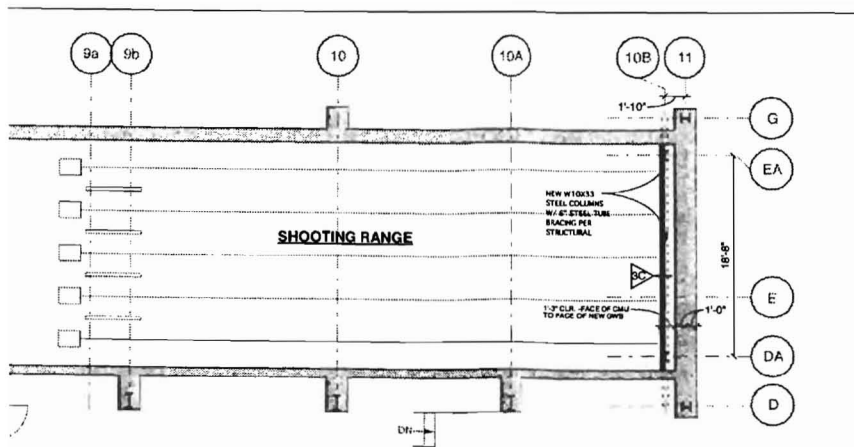 9a
9b
10
10A
10B
11
1'-10"
G
EA
NEW W10X33
STEEL COLUMNS
W/ 6" STEEL TUBE
BRACING PER
STRUCTURAL
SHOOTING RANGE
18'-8"
3C
E
1'-3" CLR. -FACE OF CMU
TO FACE OF NEW GWB
1'-0"
DA
D
DN